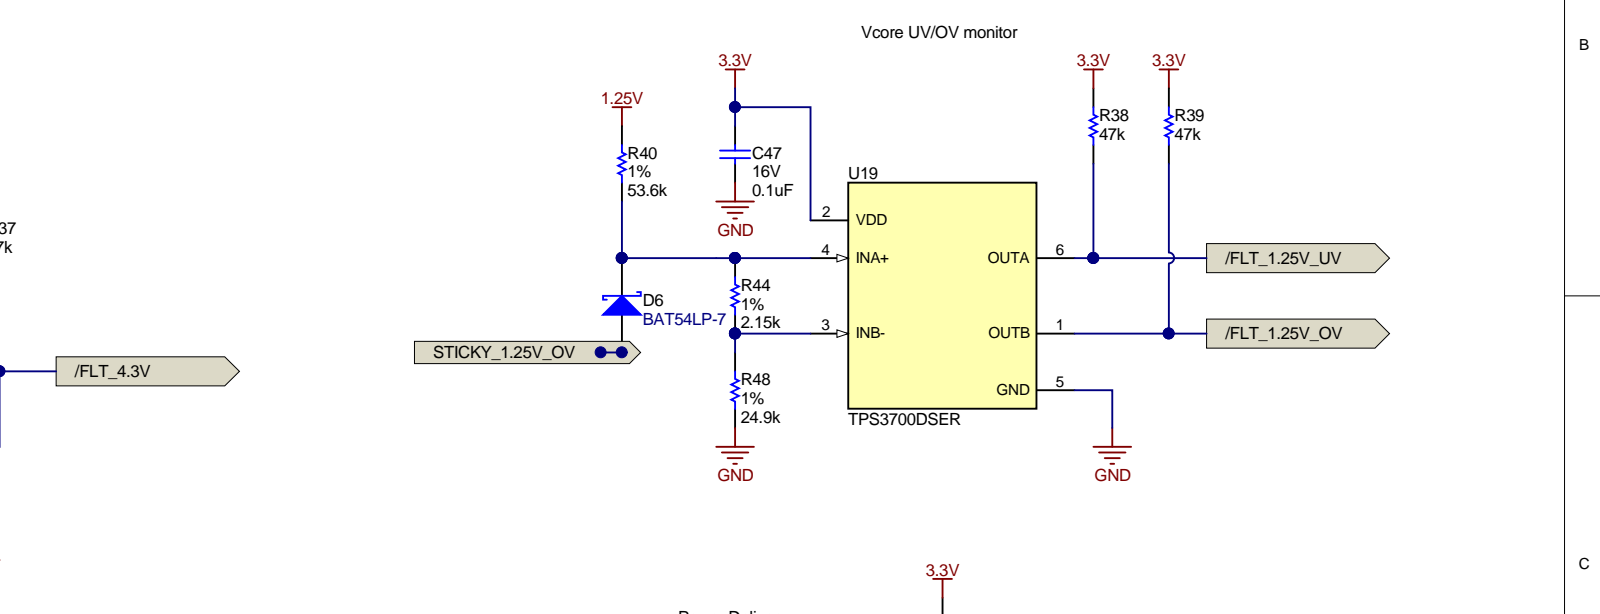 Vcore UV/OV monitor
B
3.3V
3.3V
3.3V
1.25V
R38
47k
R39
47k
R40
1%
53.6k
C47
16V
0.1uF
GND
U19
2
VDD
4
INA+
OUTA
6
/FLT_1.25V_UV
37
7k
R44
1%
2.15k
D6
BAT54LP-7
3
INB-
OUTB
1
/FLT_1.25V_OV
STICKY_1.25V_OV
/FLT_4.3V
R48
1%
24.9k
GND
5
TPS3700DSER
GND
GND
3.3V
C